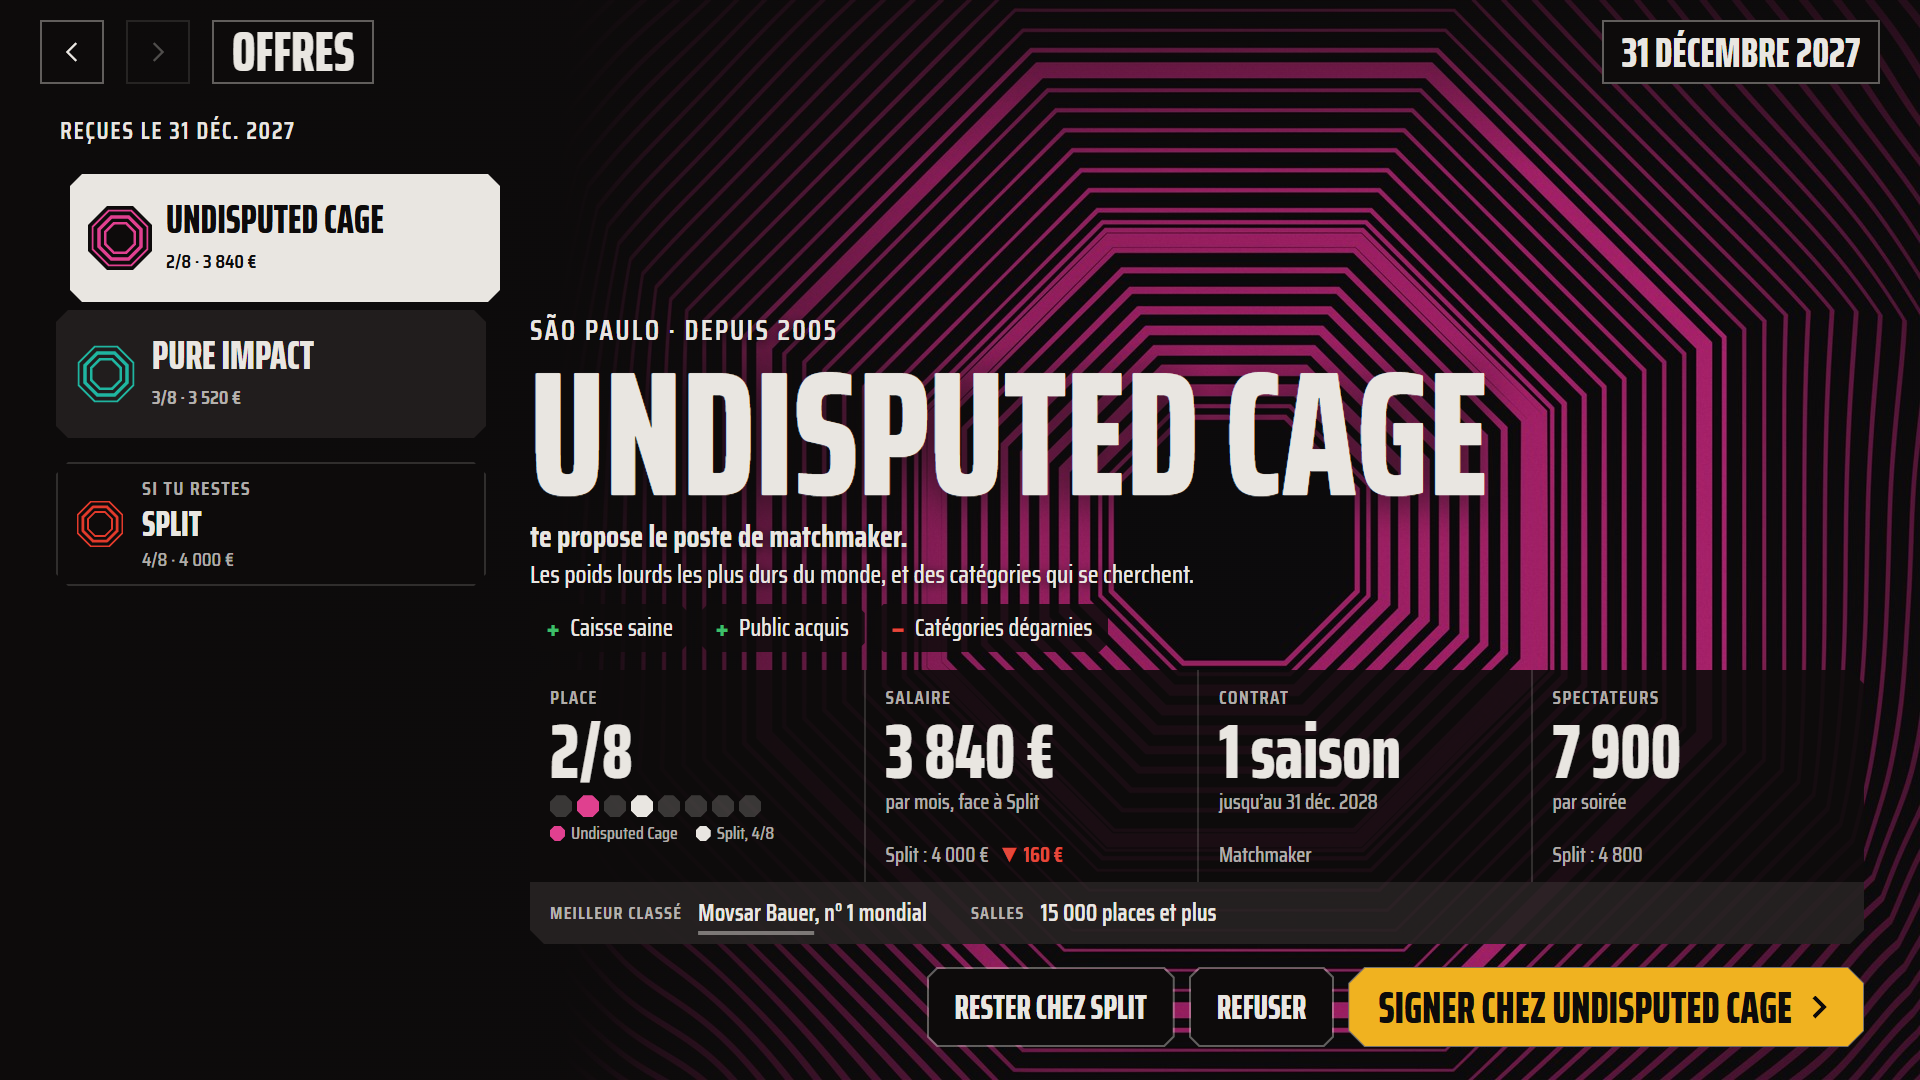 OFFRES
31 DÉCEMBRE 2027
REÇUES LE 31 DÉC. 2027
UNDISPUTED CAGE
2/8 · 3 840 €
PURE IMPACT
3/8 · 3 520 €
SI TU RESTES
SPLIT
4/8 · 4 000 €
SÃO PAULO · DEPUIS 2005
UNDISPUTED CAGE
te propose le poste de matchmaker.
Les poids lourds les plus durs du monde, et des catégories qui se cherchent.
+ Caisse saine + Public acquis − Catégories dégarnies
PLACE
2/8
Undisputed Cage Split, 4/8
SALAIRE
3 840 €
par mois, face à Split
Split : 4 000 € ▼ 160 €
CONTRAT
1 saison
jusqu'au 31 déc. 2028
Matchmaker
SPECTATEURS
7 900
par soirée
Split : 4 800
MEILLEUR CLASSÉ Movsar Bauer, n° 1 mondial SALLES 15 000 places et plus
RESTER CHEZ SPLIT
REFUSER
SIGNER CHEZ UNDISPUTED CAGE